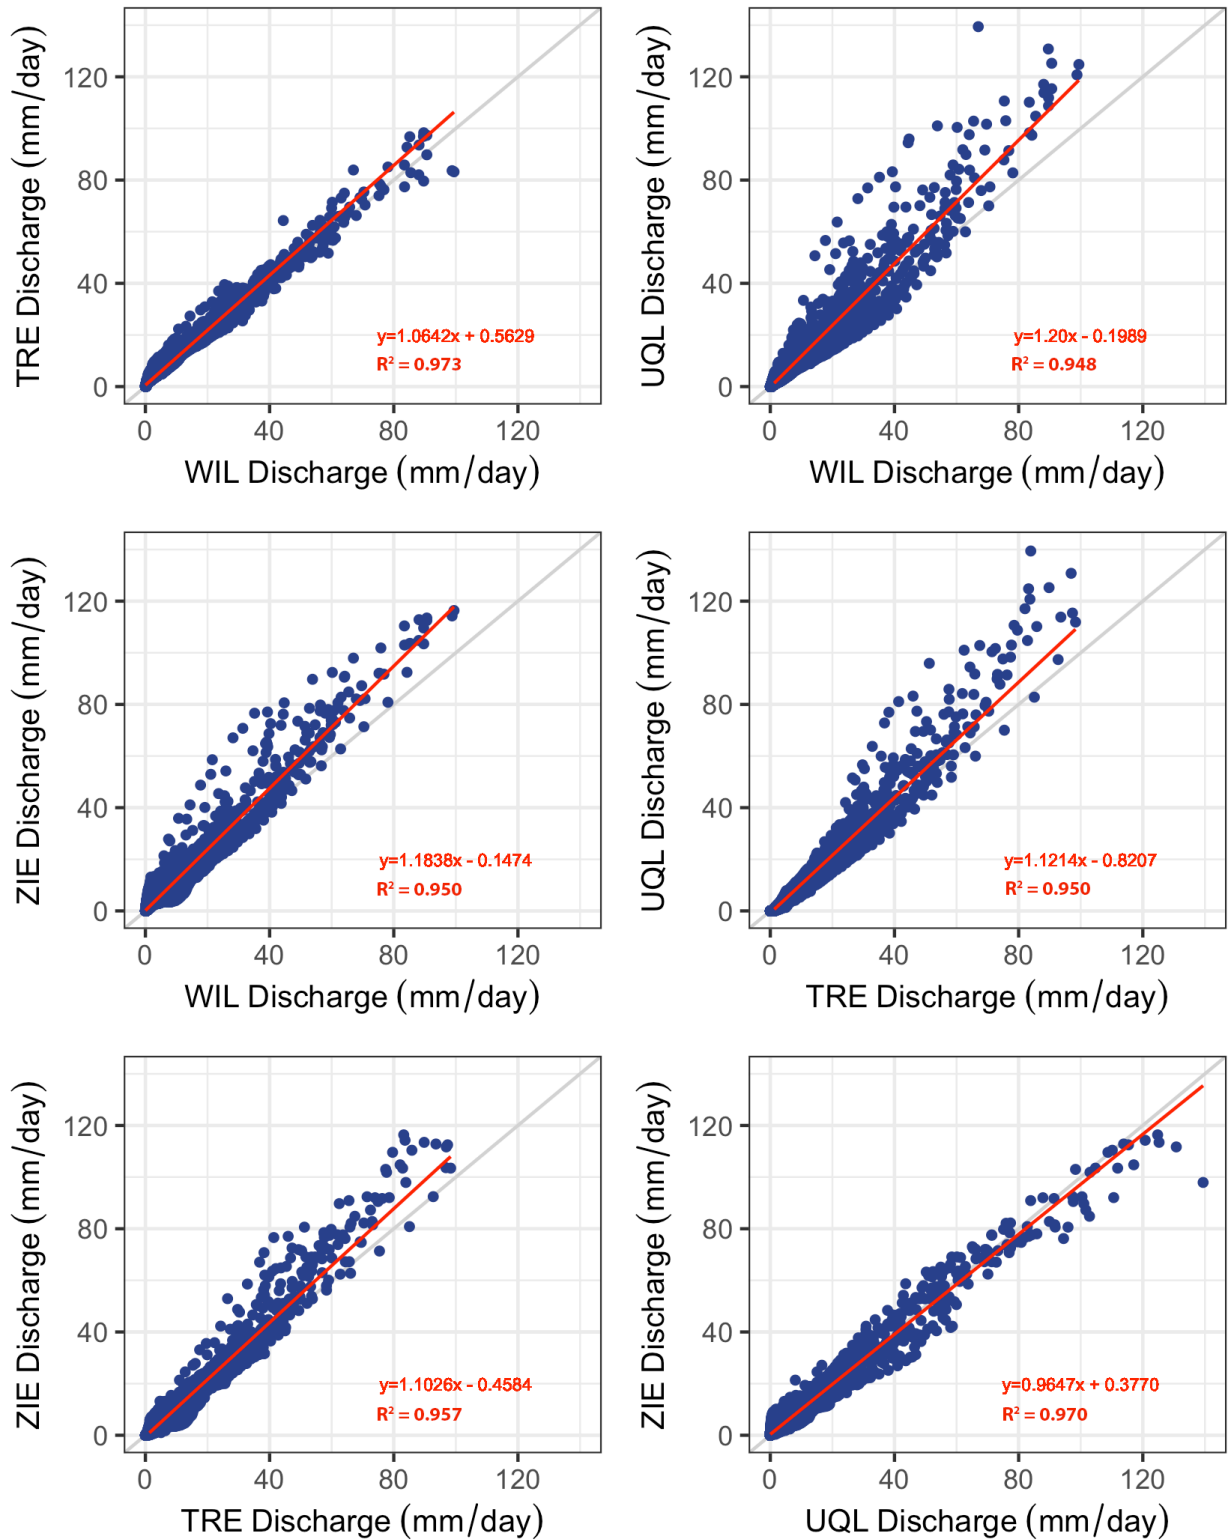 TRE Discharge (mm/day)
120
80
40
0
y=1.0642x + 0.5629
R² = 0.973
0 40 80 120
WIL Discharge (mm/day)
UQL Discharge (mm/day)
120
80
40
0
y=1.20x - 0.1989
R² = 0.948
0 40 80 120
WIL Discharge (mm/day)
ZIE Discharge (mm/day)
120
80
40
0
y=1.1838x - 0.1474
R² = 0.950
0 40 80 120
WIL Discharge (mm/day)
UQL Discharge (mm/day)
120
80
40
0
y=1.1214x - 0.8207
R² = 0.950
0 40 80 120
TRE Discharge (mm/day)
ZIE Discharge (mm/day)
120
80
40
0
y=1.1026x - 0.4584
R² = 0.957
0 40 80 120
TRE Discharge (mm/day)
ZIE Discharge (mm/day)
120
80
40
0
y=0.9647x + 0.3770
R² = 0.970
0 40 80 120
UQL Discharge (mm/day)